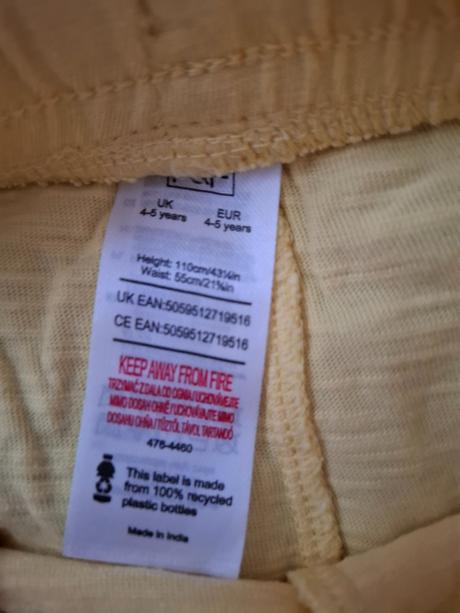 UK EUR
4-5 years 4-5 years
Height: 110cm/43¼in
Waist: 55cm/21¾in
UK EAN:5059512719516
CE EAN:5059512719516
KEEP AWAY FROM FIRE
TRZYMAĆ Z DALA OD OGNIA/UCHOVÁVEJTE
MIMO DOSAH OHNĚ/UCHOVÁVAJTE MIMO
DOSAHU OHŇA/TŰZTŐL TÁVOL TARTANDÓ
476-4460
This label is made
from 100% recycled
plastic bottles
Made in India